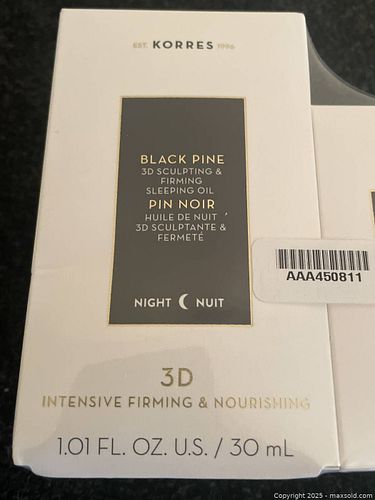 EST. KORRES 1996
BLACK PINE
3D SCULPTING &
FIRMING
SLEEPING OIL
PIN NOIR
HUILE DE NUIT
3D SCULPTANTE &
FERMETÉ
AAA450811
NIGHT NUIT
3D
INTENSIVE FIRMING & NOURISHING
1.01 FL. OZ. U.S. / 30 mL
Copyright 2025 - maxsold.com